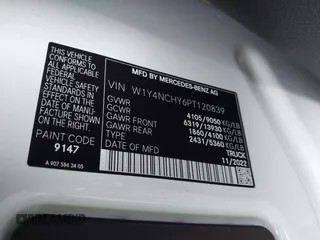 THIS VEHICLE CONFORMS TO ALL
APPLICABLE FEDERAL MOTOR
VEHICLE SAFETY STANDARDS
IN EFFECT ON THE DATE OF
MANUFACTURE SHOWN ABOVE.
PAINT CODE
9147
A 907 584 34 05
MFD BY MERCEDES-BENZ AG
VIN W1Y4NCHY6PT120839
GVWR 4105/9050 KG/LB
GCWR 6319/13930 KG/LB
GAWR FRONT 1860/4100 KG/LB
GAWR REAR 2431/5360 KG/LB
TYPE TRUCK
DATE OF MFD 11/2022